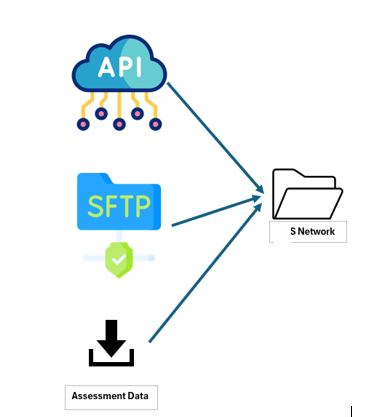 API
SFTP
S Network
Assessment Data